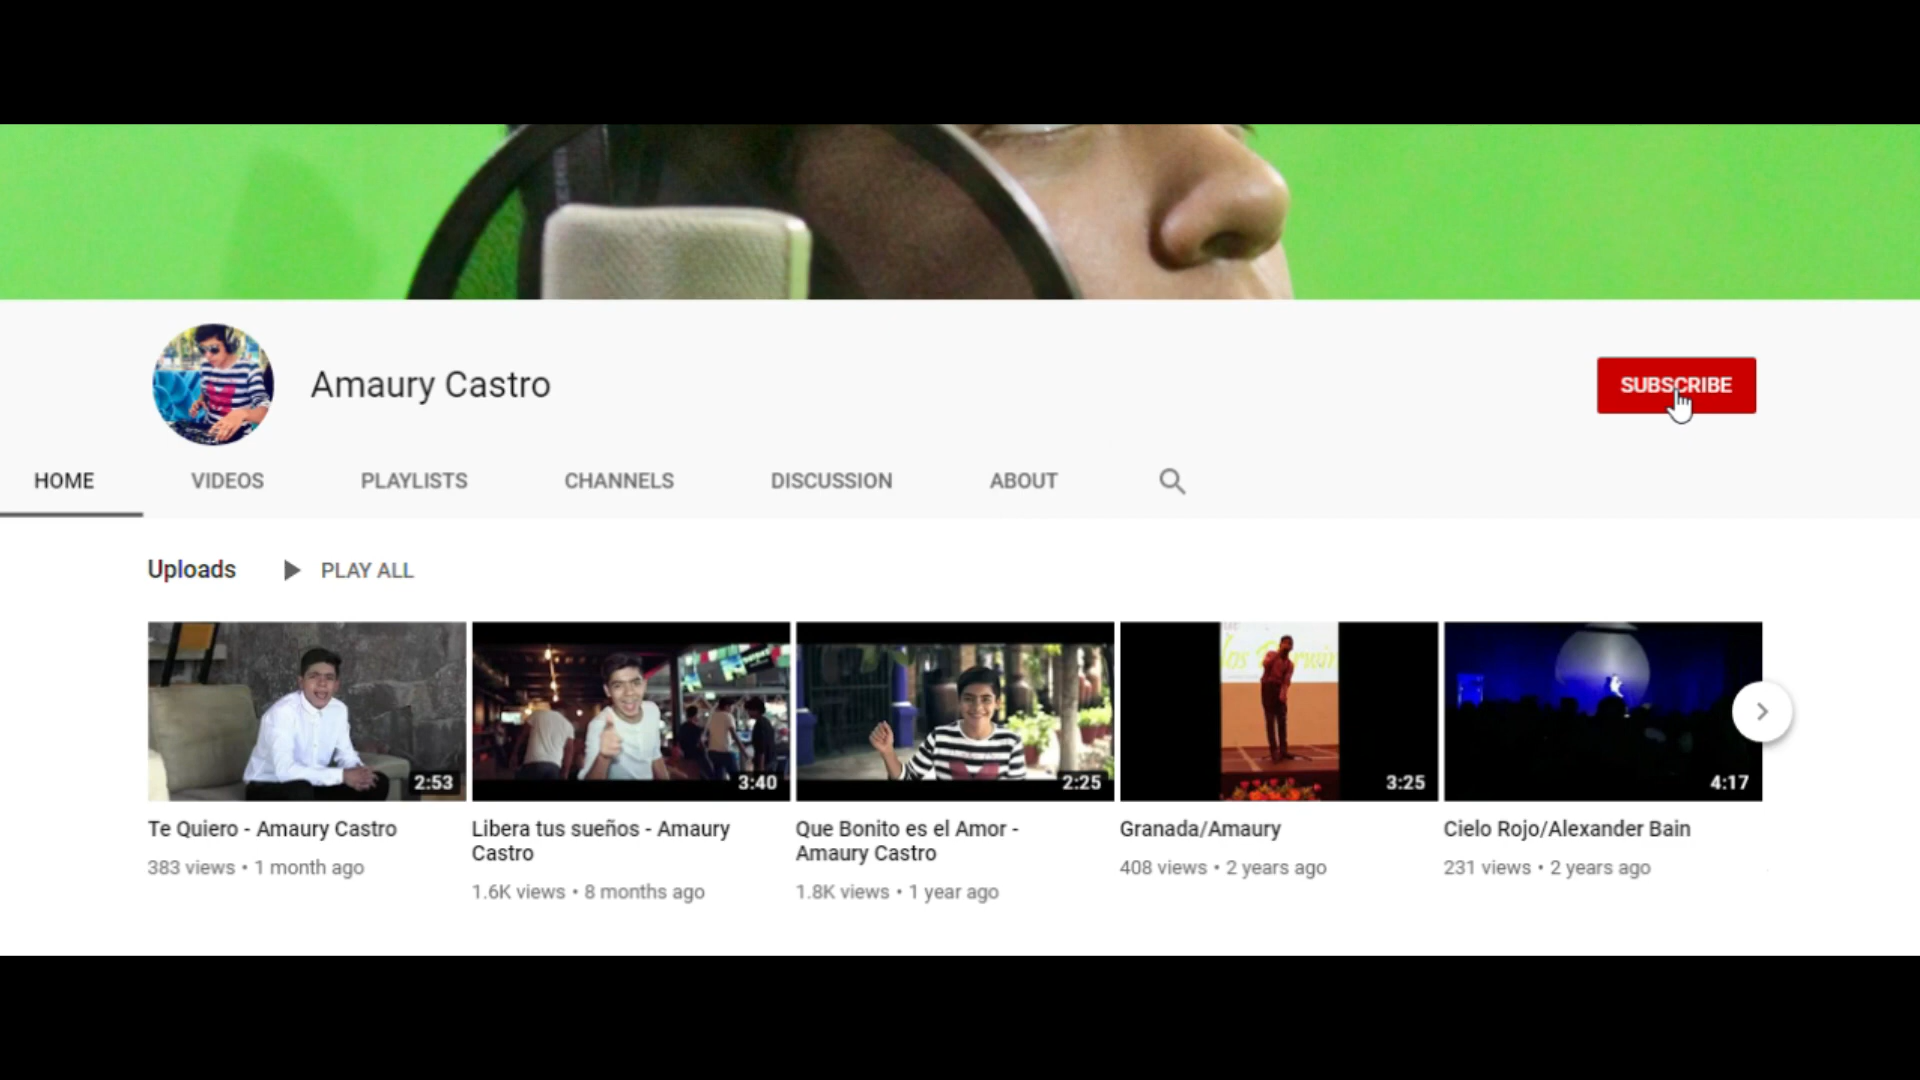 Amaury Castro
SUBSCRIBE
HOME VIDEOS PLAYLISTS CHANNELS DISCUSSION ABOUT
Uploads PLAY ALL
2:53 3:40 2:25 3:25 4:17
Te Quiero - Amaury Castro
383 views • 1 month ago
Libera tus sueños - Amaury
Castro
1.6K views • 8 months ago
Que Bonito es el Amor -
Amaury Castro
1.8K views • 1 year ago
Granada/Amaury
408 views • 2 years ago
Cielo Rojo/Alexander Bain
231 views • 2 years ago